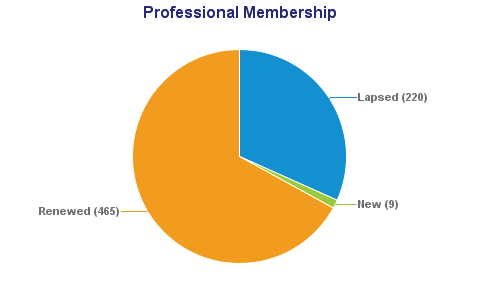 Professional Membership
Lapsed (220)
New (9)
Renewed (465)